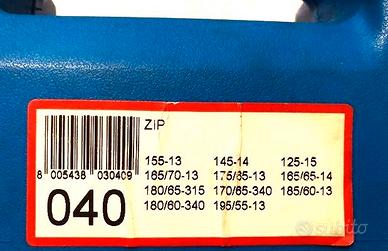 ZIP
155-13 145-14 125-15
165/70-13 175/65-13 165/65-14
180/65-315 170/65-340 185/60-13
180/60-340 195/55-13
8 005438 030409
040
subito